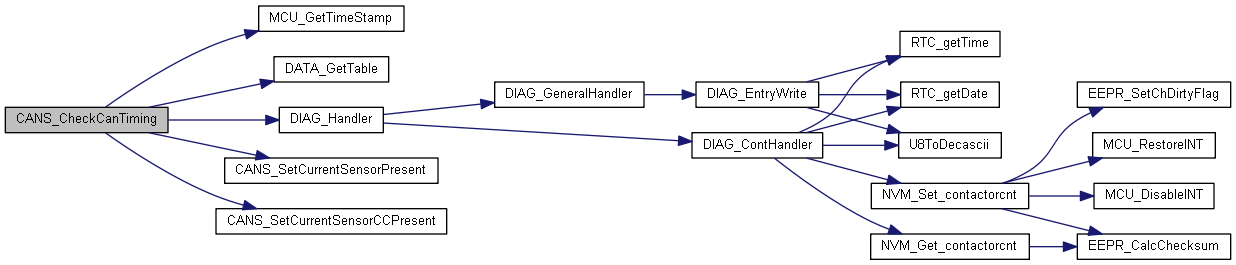 MCU_GetTimeStamp
RTC_getTime
DATA_GetTable
DIAG_GeneralHandler
DIAG_EntryWrite
RTC_getDate
EEPR_SetChDirtyFlag
CANS_CheckCanTiming
DIAG_Handler
DIAG_ContHandler
U8ToDecascii
MCU_RestoreINT
CANS_SetCurrentSensorPresent
NVM_Set_contactorcnt
MCU_DisableINT
CANS_SetCurrentSensorCCPresent
NVM_Get_contactorcnt
EEPR_CalcChecksum